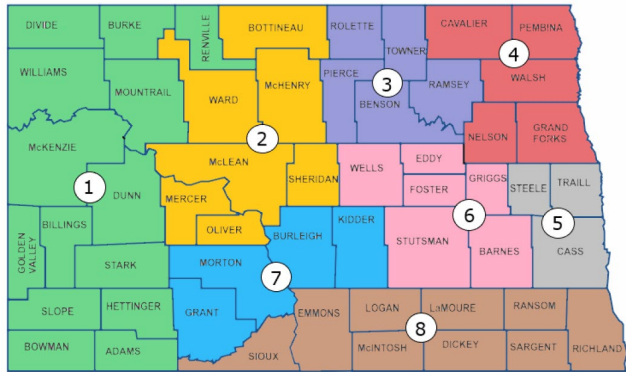 DIVIDE
BURKE
RENVILLE
BOTTINEAU
ROLETTE
CAVALIER
PEMBINA
TOWNER
4
WILLIAMS
MOUNTRAIL
WARD
McHENRY
PIERCE
3
BENSON
RAMSEY
WALSH
NELSON
GRAND
FORKS
McKENZIE
2
McLEAN
SHERIDAN
WELLS
EDDY
FOSTER
GRIGGS
STEELE
TRAILL
1
DUNN
MERCER
OLIVER
BURLEIGH
KIDDER
STUTSMAN
6
BARNES
5
CASS
GOLDEN
VALLEY
BILLINGS
STARK
MORTON
7
SLOPE
HETTINGER
GRANT
EMMONS
LOGAN
LaMOURE
RANSOM
8
BOWMAN
ADAMS
SIOUX
McINTOSH
DICKEY
SARGENT
RICHLAND